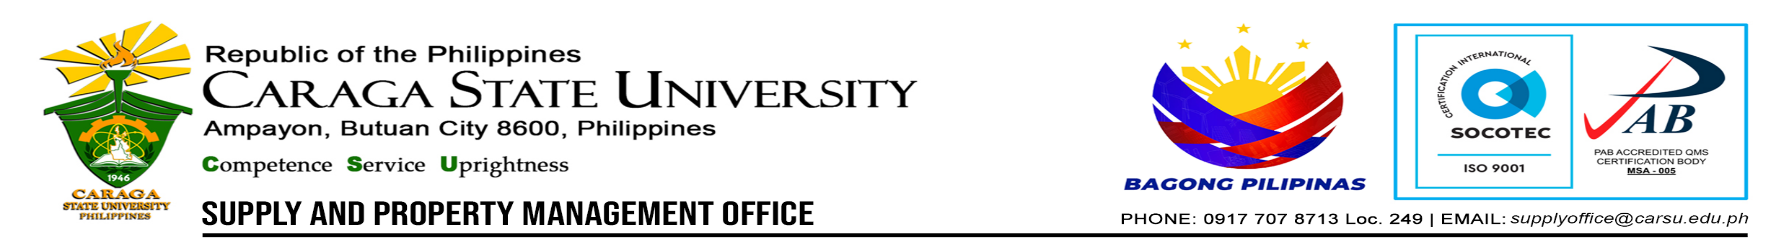 1946
CARAGA
STATE UNIVERSITY
PHILIPPINES
Republic of the Philippines
CARAGA STATE UNIVERSITY
Ampayon, Butuan City 8600, Philippines
Competence Service Uprightness
SUPPLY AND PROPERTY MANAGEMENT OFFICE
BAGONG PILIPINAS
CERTIFICATION INTERNATIONAL
SOCOTEC
ISO 9001
PAB
PAB ACCREDITED QMS
CERTIFICATION BODY
MSA - 005
PHONE: 0917 707 8713 Loc. 249 | EMAIL: supplyoffice@carsu.edu.ph